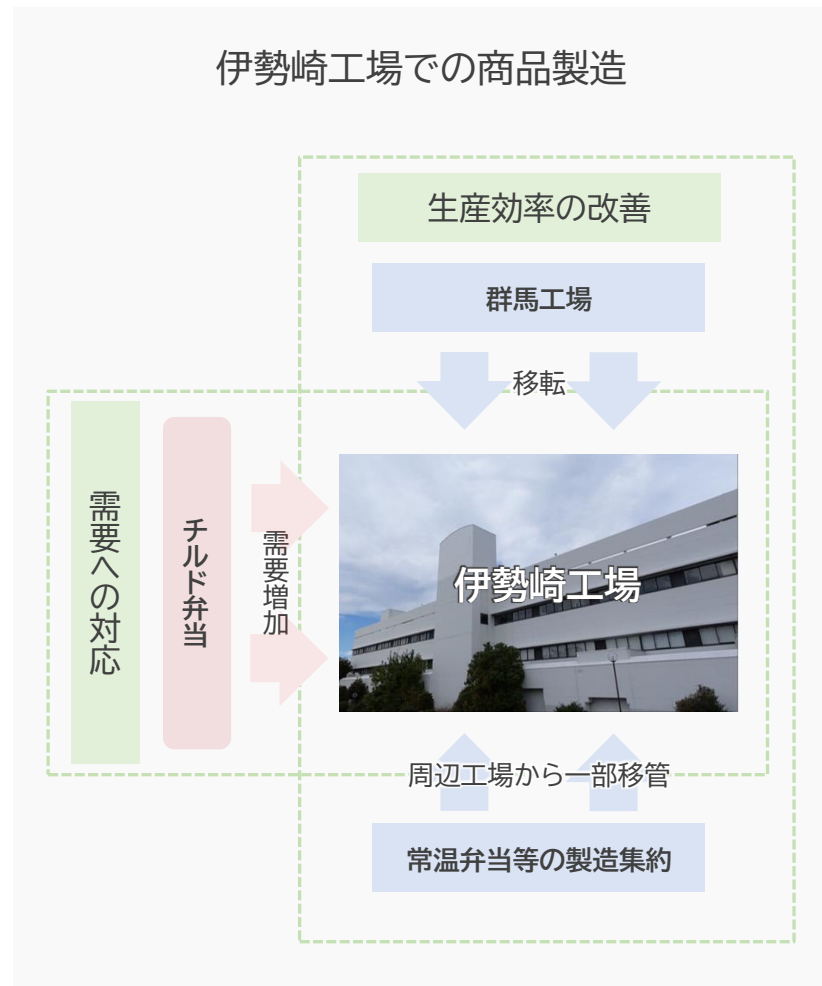 伊勢崎工場での商品製造
生産効率の改善
群馬工場
移転
需要への対応
チルド弁当
需要増加
伊勢崎工場
周辺工場から一部移管
常温弁当等の製造集約